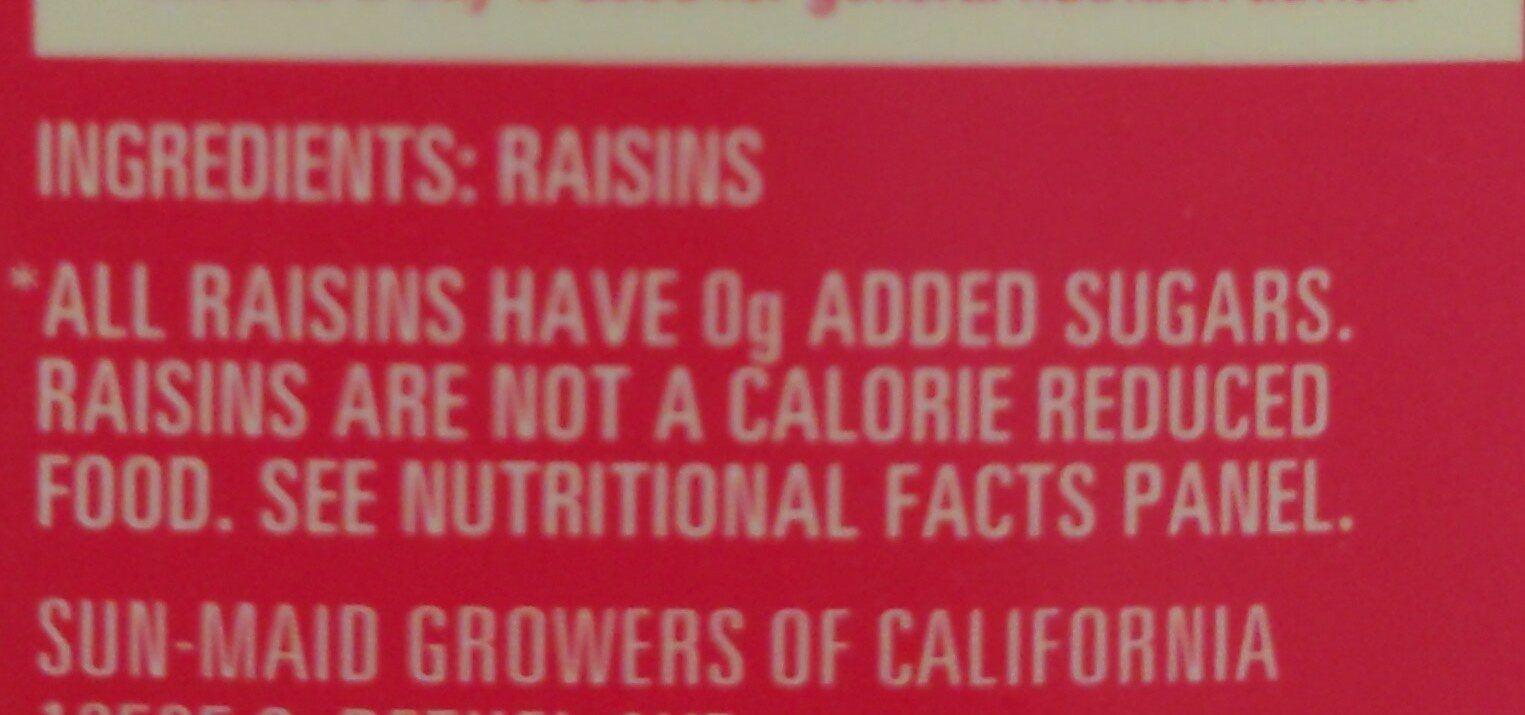 INGREDIENTS: RAISINS
*ALL RAISINS HAVE 0g ADDED SUGARS.
RAISINS ARE NOT A CALORIE REDUCED
FOOD. SEE NUTRITIONAL FACTS PANEL.
SUN-MAID GROWERS OF CALIFORNIA